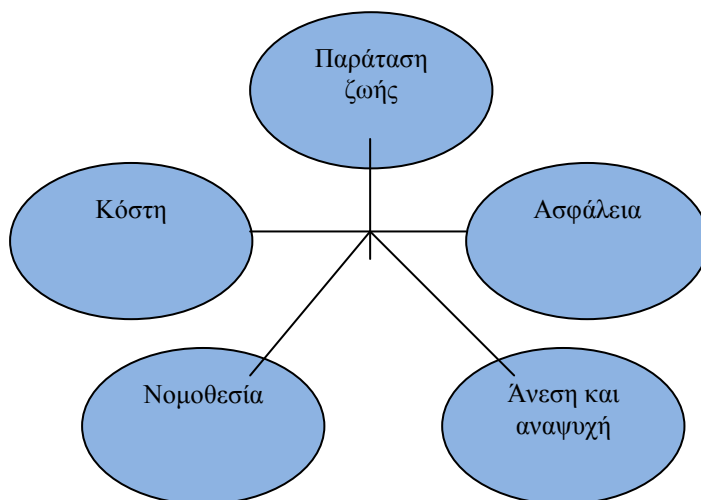 Παράταση
ζωής
Κόστη
Ασφάλεια
Νομοθεσία
Άνεση και
αναψυχή